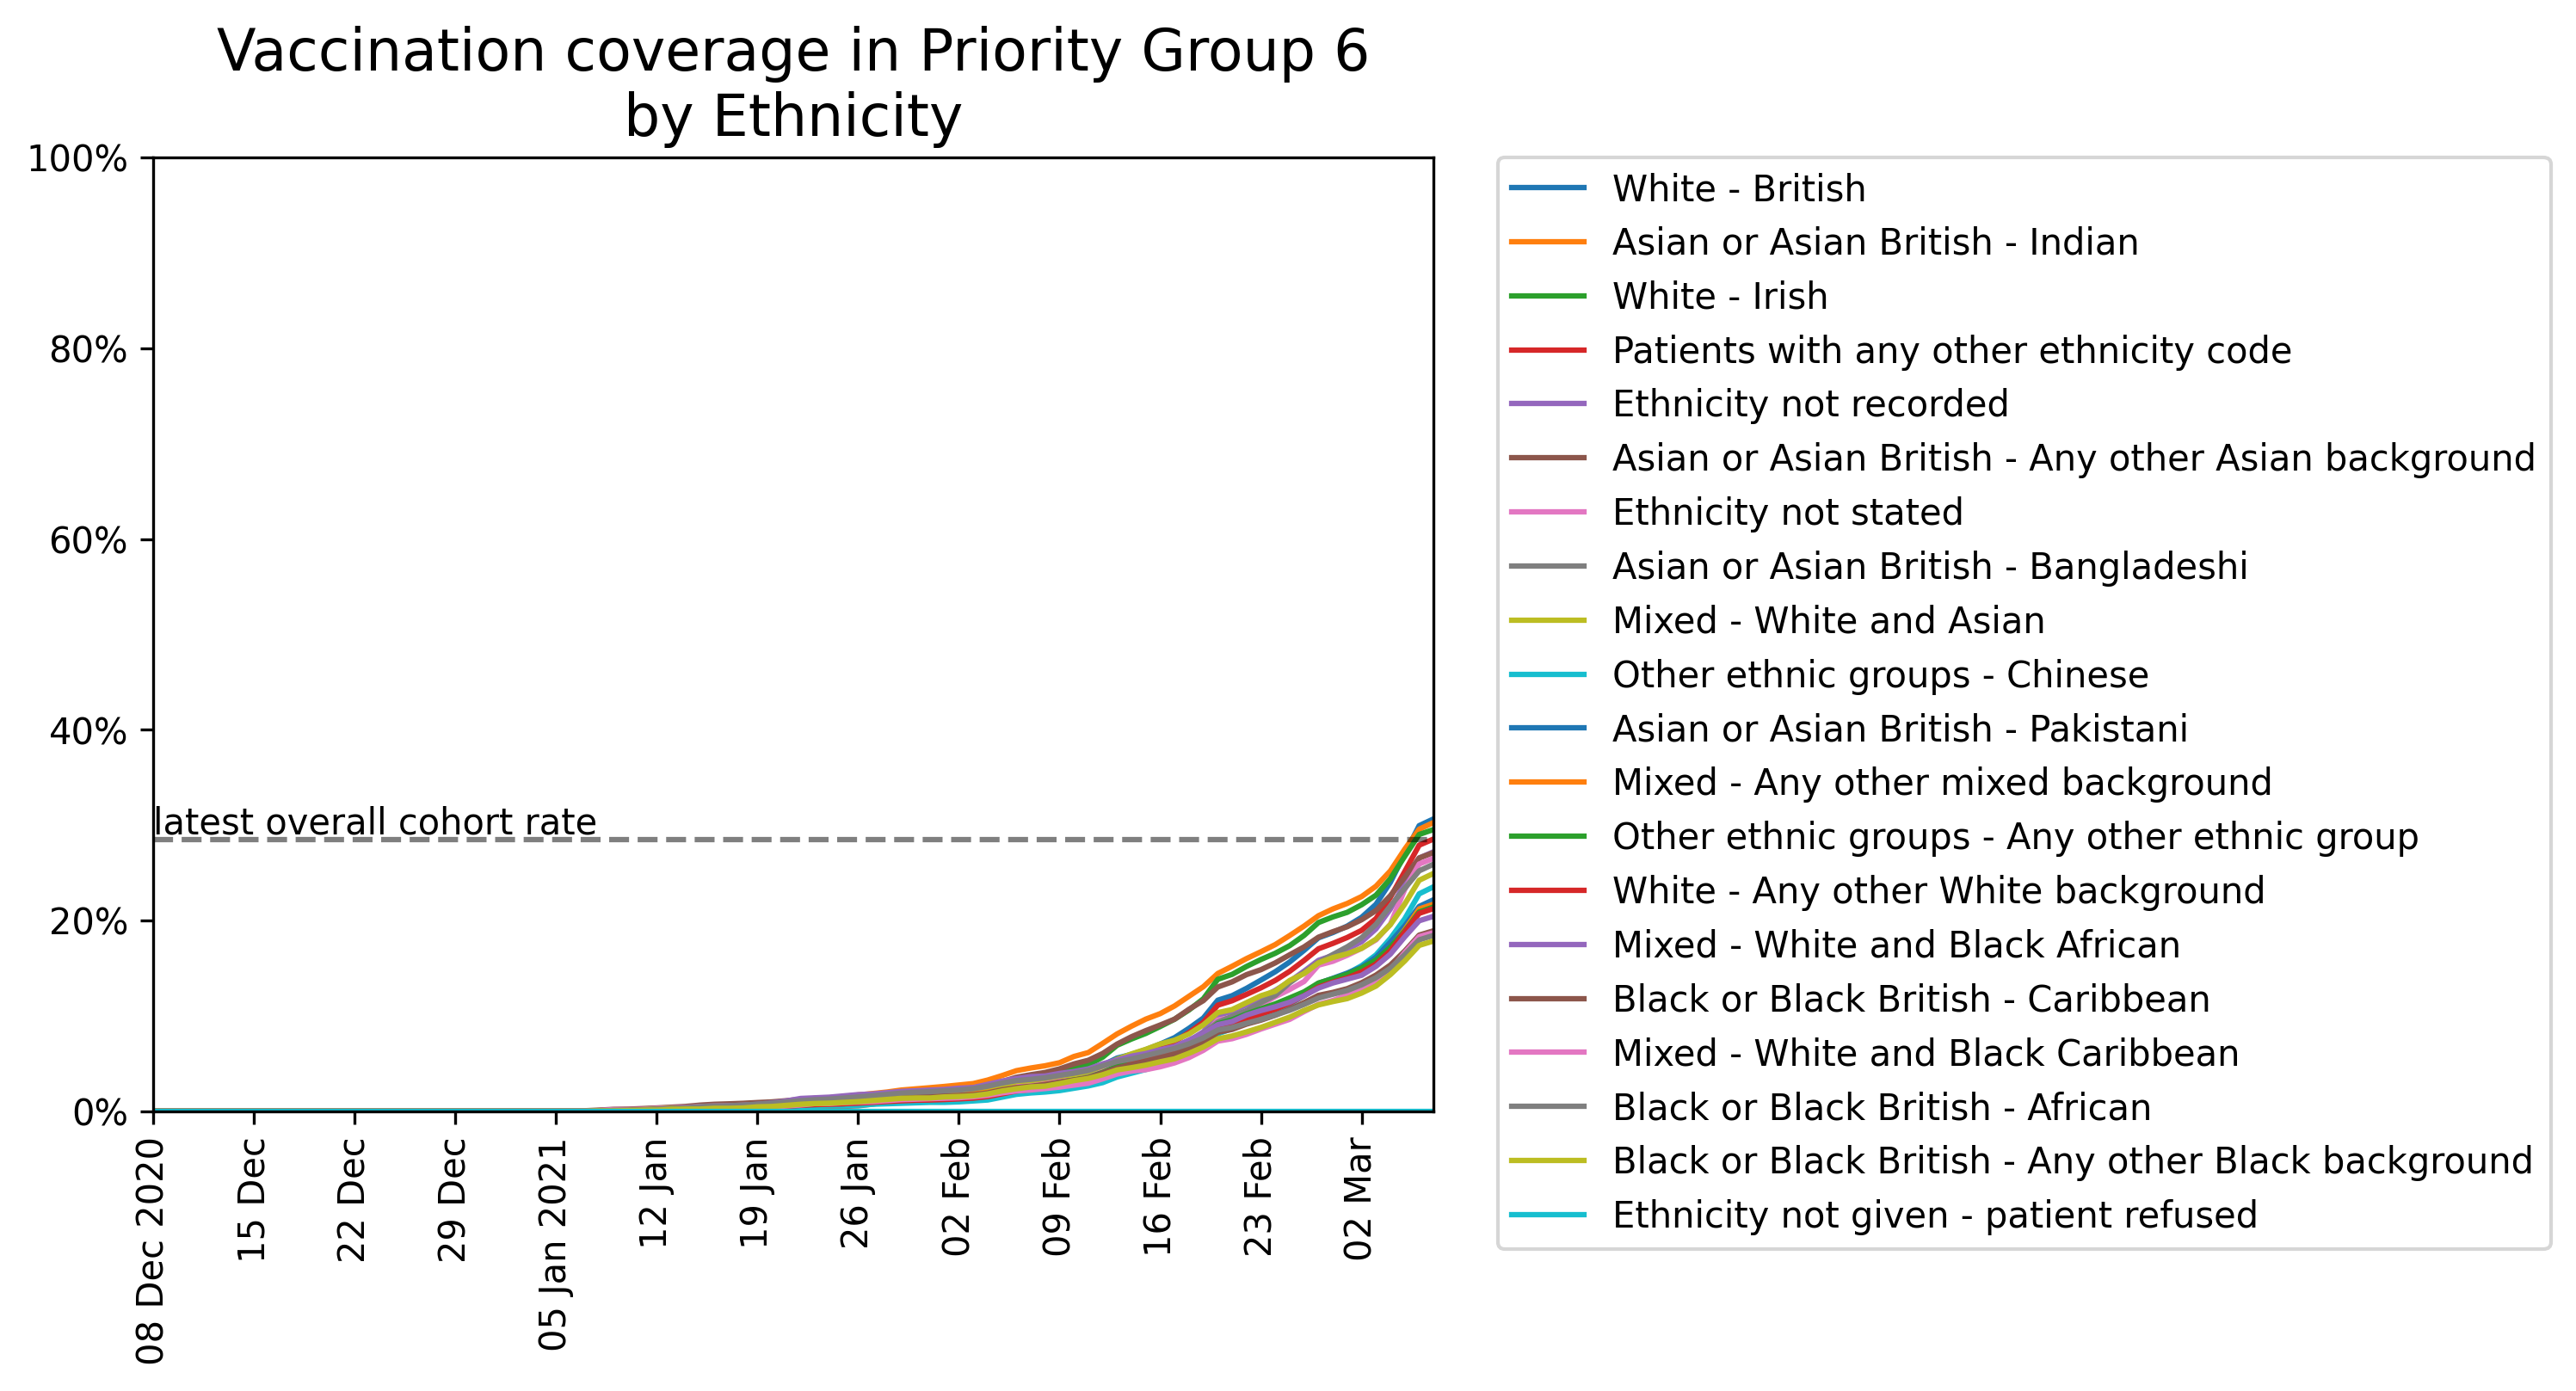 Vaccination coverage in Priority Group 6
by Ethnicity
100%
80%
60%
40%
20%
0%
latest overall cohort rate
08 Dec 2020
15 Dec
22 Dec
29 Dec
05 Jan 2021
12 Jan
19 Jan
26 Jan
02 Feb
09 Feb
16 Feb
23 Feb
02 Mar
White - British
Asian or Asian British - Indian
White - Irish
Patients with any other ethnicity code
Ethnicity not recorded
Asian or Asian British - Any other Asian background
Ethnicity not stated
Asian or Asian British - Bangladeshi
Mixed - White and Asian
Other ethnic groups - Chinese
Asian or Asian British - Pakistani
Mixed - Any other mixed background
Other ethnic groups - Any other ethnic group
White - Any other White background
Mixed - White and Black African
Black or Black British - Caribbean
Mixed - White and Black Caribbean
Black or Black British - African
Black or Black British - Any other Black background
Ethnicity not given - patient refused